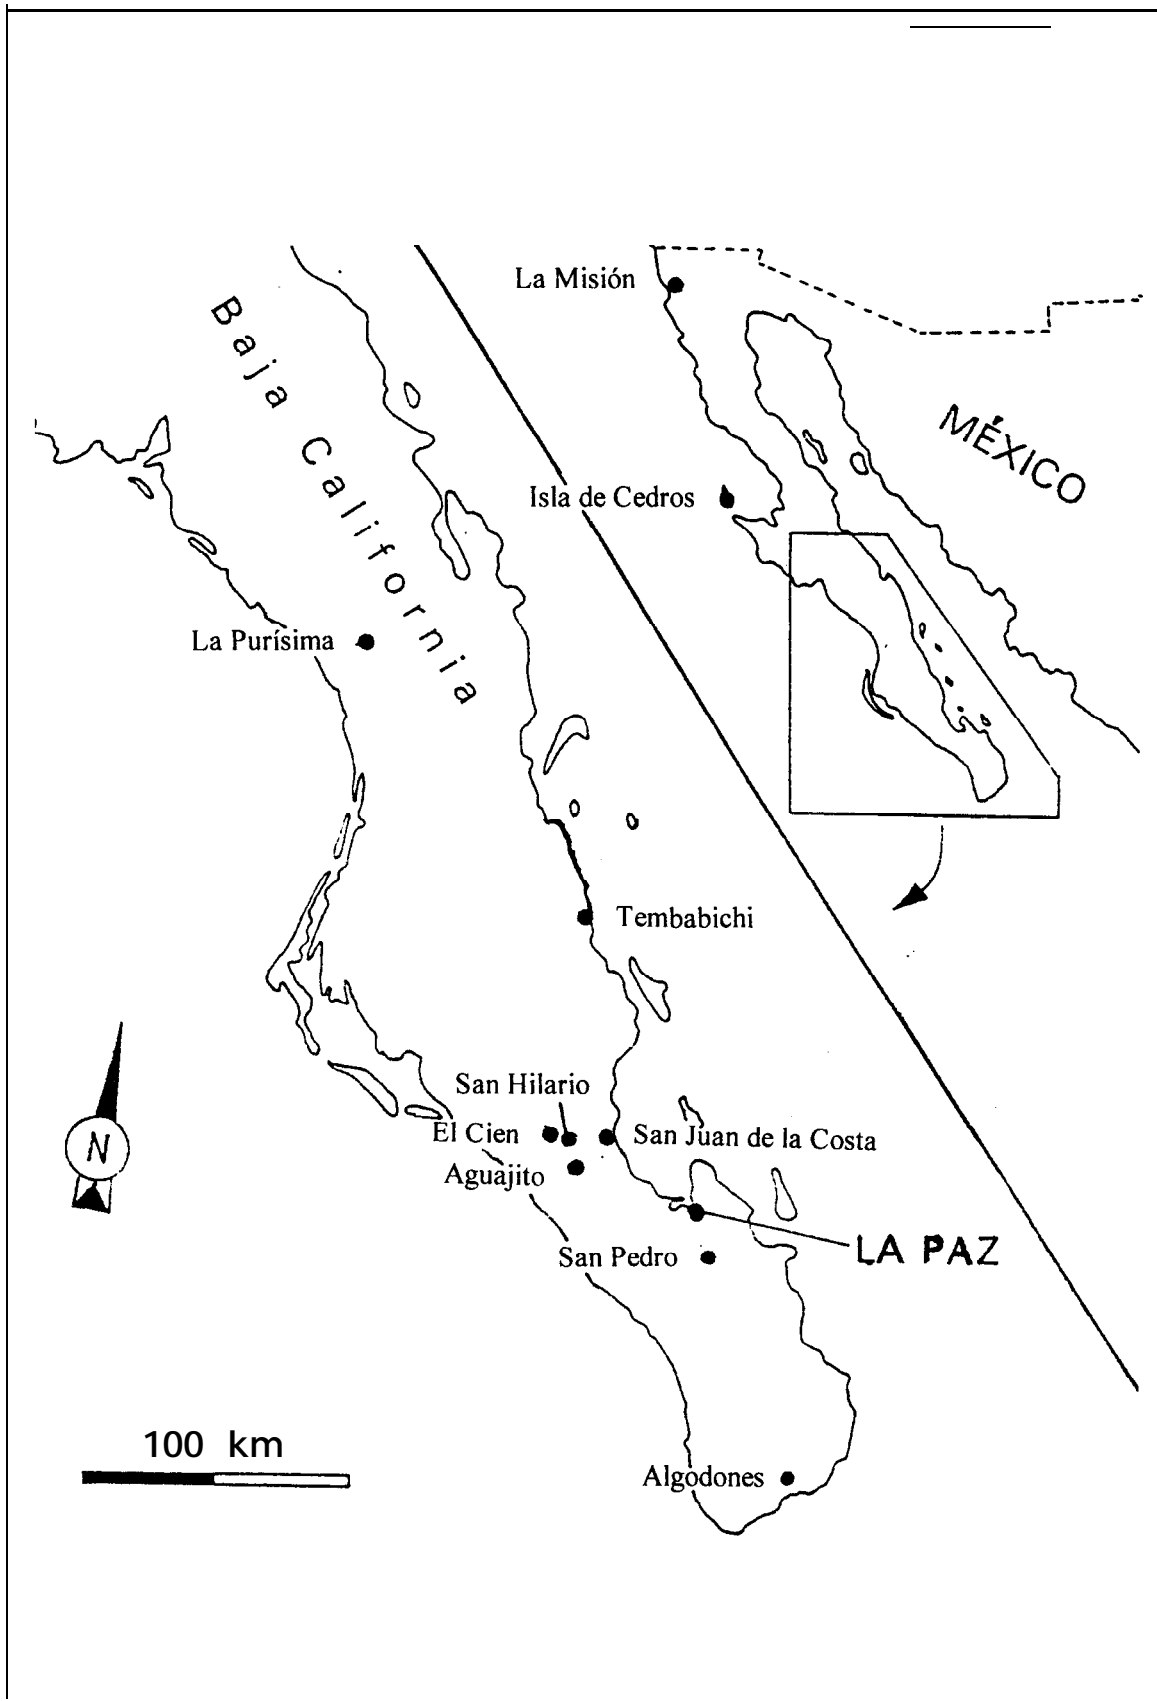 La Misión
Baja California
MÉXICO
Isla de Cedros
La Purísima
Tembabichi
San Hilario
El Cien
San Juan de la Costa
Aguajito
N
San Pedro
LA PAZ
100 km
Algodones